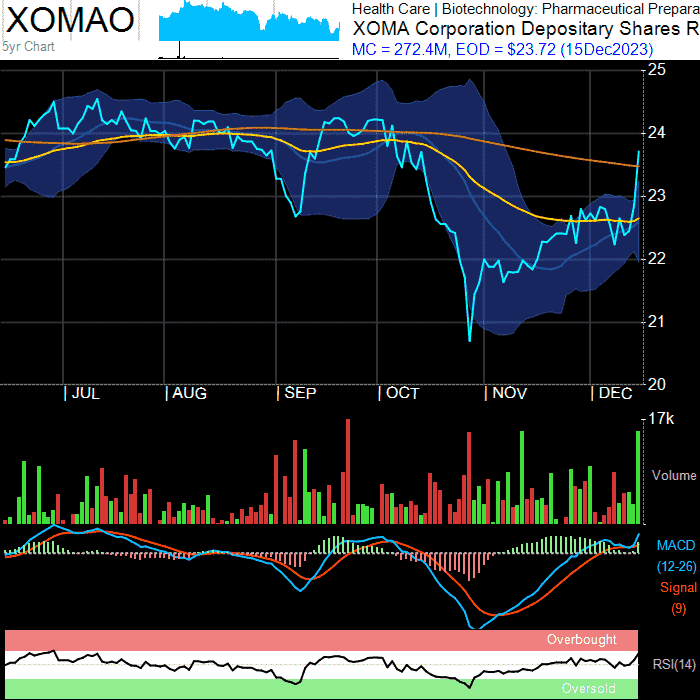 XOMAO
5yr Chart
Health Care | Biotechnology: Pharmaceutical Prepara
XOMA Corporation Depositary Shares R
MC = 272.4M, EOD = $23.72 (15Dec2023)
25
24
23
22
21
20
| JUL | AUG | SEP | OCT | NOV | DEC
17k
Volume
MACD
(12-26)
Signal
(9)
Overbought
RSI(14)
Oversold